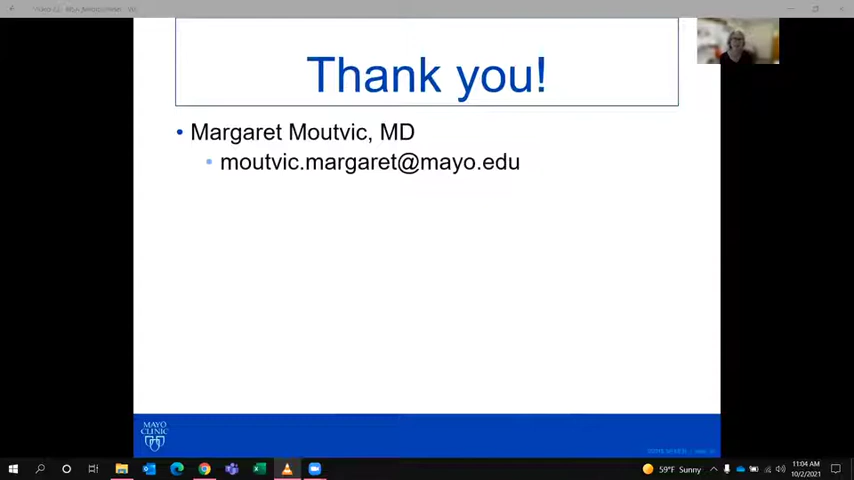 Thank you!
• Margaret Moutvic, MD
• moutvic.margaret@mayo.edu
MAYO
CLINIC
59°F Sunny
11:04 AM
10/2/2021